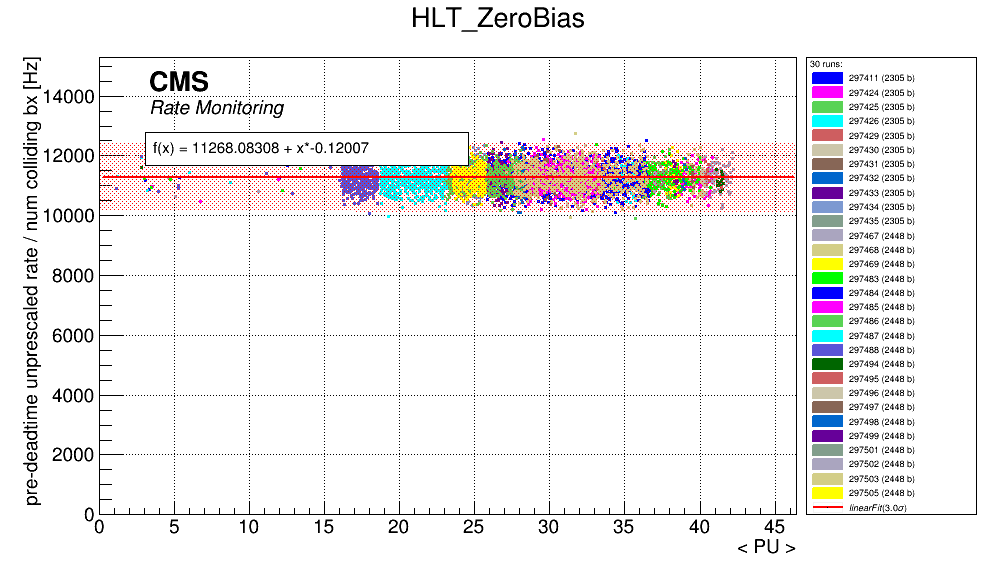 HLT_ZeroBias
pre-deadtime unprescaled rate / num colliding bx [Hz]
CMS
Rate Monitoring
f(x) = 11268.08308 + x*-0.12007
14000
12000
10000
8000
6000
4000
2000
0
0 5 10 15 20 25 30 35 40 45
< PU >
30 runs:
297411 (2305 b)
297424 (2305 b)
297425 (2305 b)
297426 (2305 b)
297429 (2305 b)
297430 (2305 b)
297431 (2305 b)
297432 (2305 b)
297433 (2305 b)
297434 (2305 b)
297435 (2305 b)
297467 (2448 b)
297468 (2448 b)
297469 (2448 b)
297483 (2448 b)
297484 (2448 b)
297485 (2448 b)
297486 (2448 b)
297487 (2448 b)
297488 (2448 b)
297494 (2448 b)
297495 (2448 b)
297496 (2448 b)
297497 (2448 b)
297498 (2448 b)
297499 (2448 b)
297501 (2448 b)
297502 (2448 b)
297503 (2448 b)
297505 (2448 b)
linearFit(3.0σ)